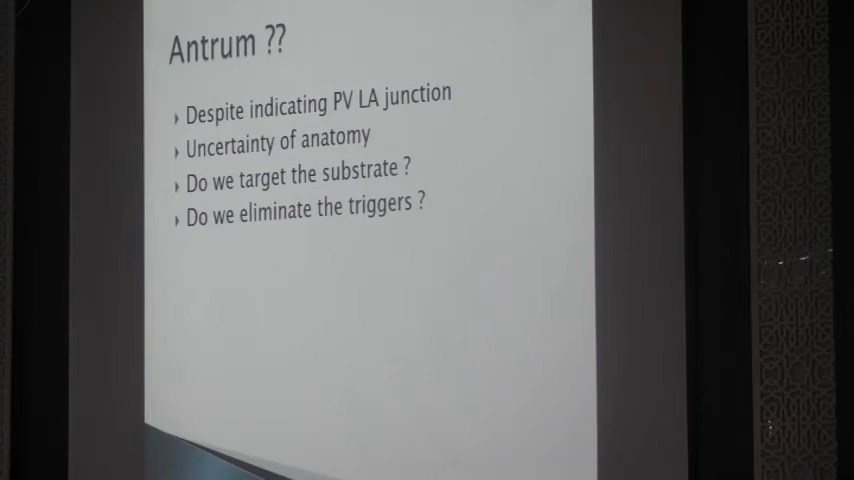 Antrum ??
Despite indicating PV LA junction
Uncertainty of anatomy
Do we target the substrate ?
Do we eliminate the triggers ?